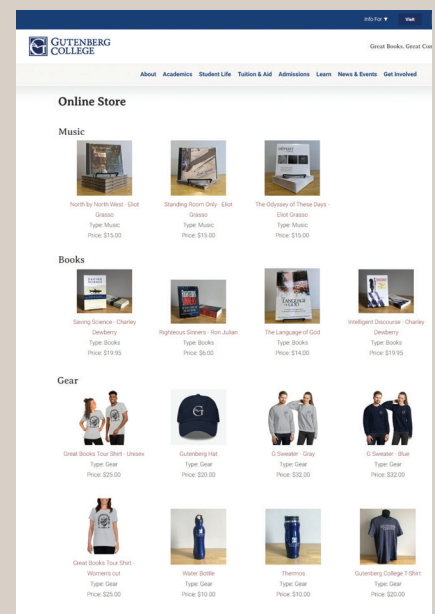 Info For ▼ Visit
GUTENBERG
COLLEGE
Great Books. Great Con
About Academics Student Life Tuition & Aid Admissions Learn News & Events Get Involved
Online Store
Music
North by North West - Eliot
Grasso
Type: Music
Price: $15.00
Standing Room Only - Eliot
Grasso
Type: Music
Price: $15.00
The Odyssey of These Days -
Eliot Grasso
Type: Music
Price: $15.00
Books
Saving Science - Charley
Dewberry
Type: Books
Price: $19.95
Righteous Sinners - Ron Julian
Type: Books
Price: $6.00
The Language of God
Type: Books
Price: $14.00
Intelligent Discourse - Charley
Dewberry
Type: Books
Price: $19.95
Gear
Great Books Tour Shirt - Unisex
Type: Gear
Price: $25.00
Gutenberg Hat
Type: Gear
Price: $20.00
G Sweater - Gray
Type: Gear
Price: $32.00
G Sweater - Blue
Type: Gear
Price: $32.00
Great Books Tour Shirt -
Women's cut
Type: Gear
Price: $25.00
Water Bottle
Type: Gear
Price: $10.00
Thermos
Type: Gear
Price: $10.00
Gutenberg College T-Shirt
Type: Gear
Price: $20.00